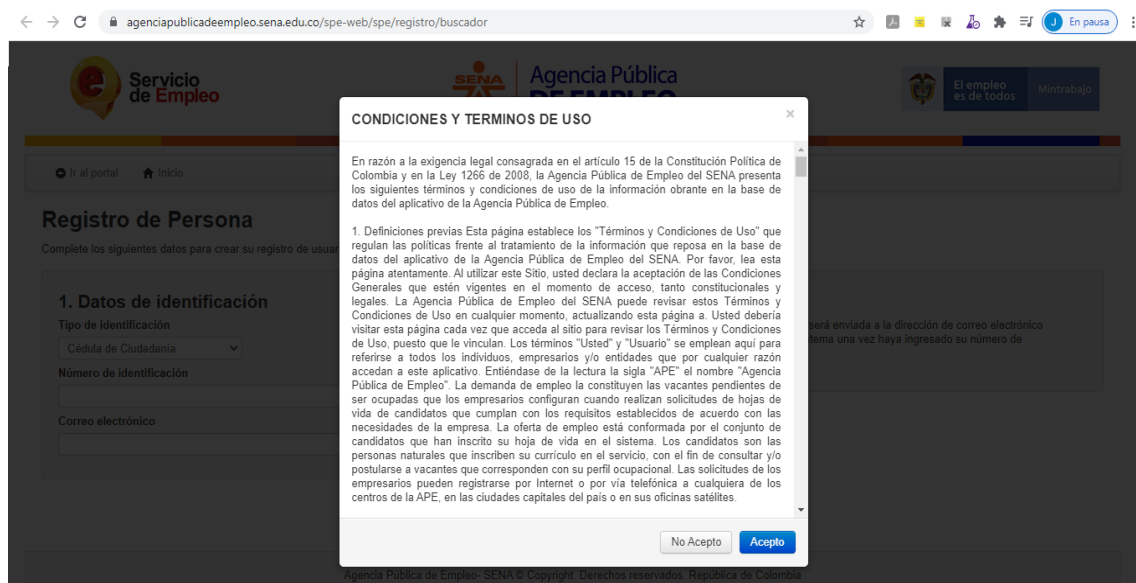 agenciapublicadeempleo.sena.edu.co/spe-web/spe/registro/buscador
J En pausa
Servicio
de Empleo
SENA
Agencia Pública
DE EMPLEO
El empleo
es de todos
Mintrabajo
Ir al portal Inicio
Registro de Persona
Complete los siguientes datos para crear su registro de usuar
1. Datos de identificación
Tipo de identificación
Cédula de Ciudadanía
Número de identificación
Correo electrónico
será enviada a la dirección de correo electrónico
tema una vez haya ingresado su número de
CONDICIONES Y TERMINOS DE USO
×
En razón a la exigencia legal consagrada en el artículo 15 de la Constitución Política de
Colombia y en la Ley 1266 de 2008, la Agencia Pública de Empleo del SENA presenta
los siguientes términos y condiciones de uso de la información obrante en la base de
datos del aplicativo de la Agencia Pública de Empleo.
1. Definiciones previas Esta página establece los "Términos y Condiciones de Uso" que
regulan las políticas frente al tratamiento de la información que reposa en la base de
datos del aplicativo de la Agencia Pública de Empleo del SENA. Por favor, lea esta
página atentamente. Al utilizar este Sitio, usted declara la aceptación de las Condiciones
Generales que estén vigentes en el momento de acceso, tanto constitucionales y
legales. La Agencia Pública de Empleo del SENA puede revisar estos Términos y
Condiciones de Uso en cualquier momento, actualizando esta página a. Usted debería
visitar esta página cada vez que acceda al sitio para revisar los Términos y Condiciones
de Uso, puesto que le vinculan. Los términos "Usted" y "Usuario" se emplean aquí para
referirse a todos los individuos, empresarios y/o entidades que por cualquier razón
accedan a este aplicativo. Entiéndase de la lectura la sigla "APE" el nombre "Agencia
Pública de Empleo". La demanda de empleo la constituyen las vacantes pendientes de
ser ocupadas que los empresarios configuran cuando realizan solicitudes de hojas de
vida de candidatos que cumplan con los requisitos establecidos de acuerdo con las
necesidades de la empresa. La oferta de empleo está conformada por el conjunto de
candidatos que han inscrito su hoja de vida en el sistema. Los candidatos son las
personas naturales que inscriben su currículo en el servicio, con el fin de consultar y/o
postularse a vacantes que corresponden con su perfil ocupacional. Las solicitudes de los
empresarios pueden registrarse por Internet o por vía telefónica a cualquiera de los
centros de la APE, en las ciudades capitales del país o en sus oficinas satélites.
No Acepto Acepto
Agencia Pública de Empleo- SENA © Copyright. Derechos reservados. República de Colombia